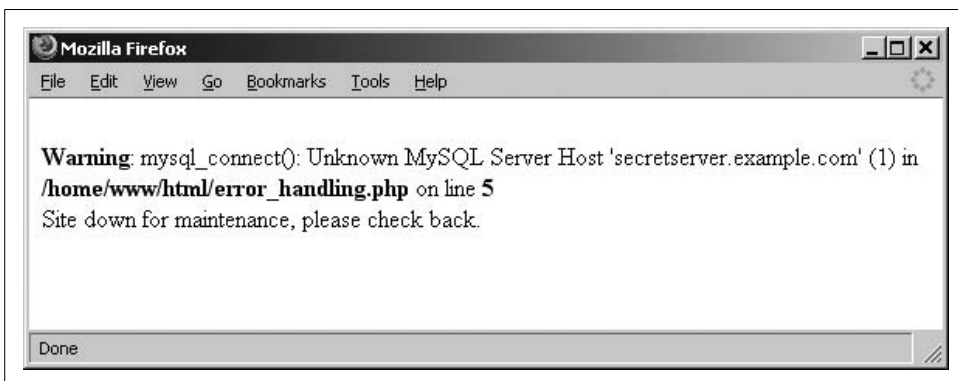 Mozilla Firefox
File Edit View Go Bookmarks Tools Help
Warning: mysql_connect(): Unknown MySQL Server Host 'secretserver.example.com' (1) in
/home/www/html/error_handling.php on line 5
Site down for maintenance, please check back.
Done